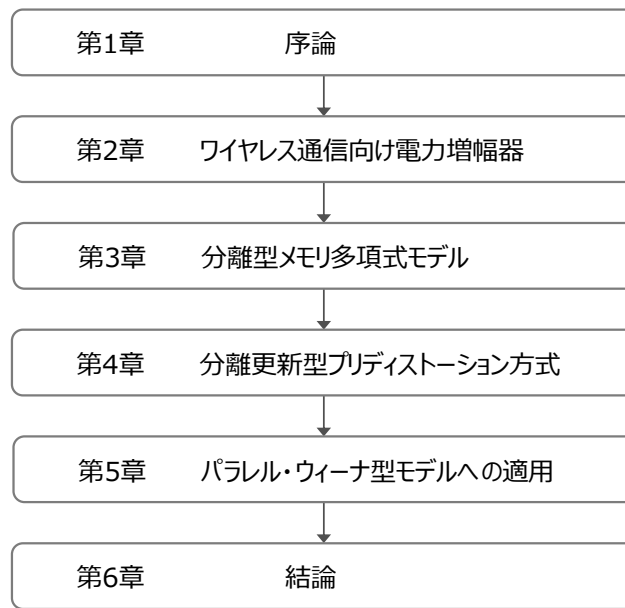 第1章 序論
第2章 ワイヤレス通信向け電力増幅器
第3章 分離型メモリ多項式モデル
第4章 分離更新型プリディストーション方式
第5章 パラレル・ウィーナ型モデルへの適用
第6章 結論